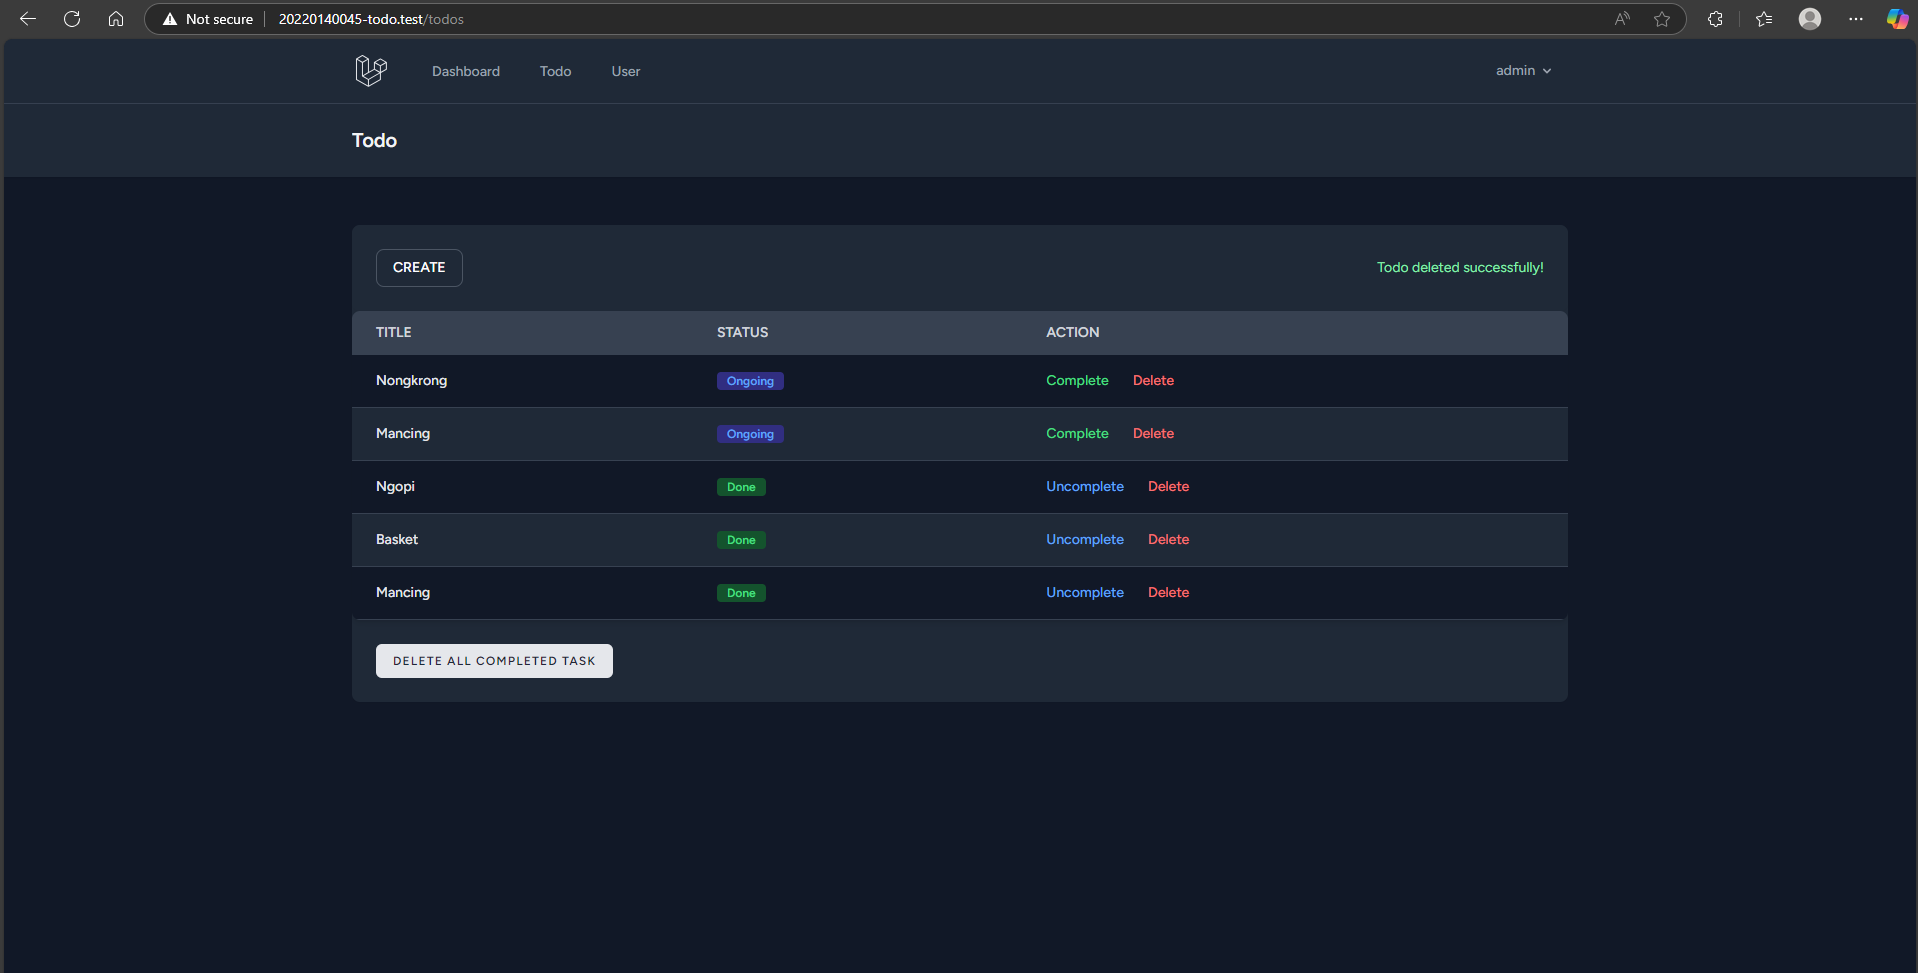 Not secure 20220140045-todo.test/todos
Dashboard Todo User admin
Todo
CREATE Todo deleted successfully!
TITLE STATUS ACTION
Nongkrong Ongoing Complete Delete
Mancing Ongoing Complete Delete
Ngopi Done Uncomplete Delete
Basket Done Uncomplete Delete
Mancing Done Uncomplete Delete
DELETE ALL COMPLETED TASK